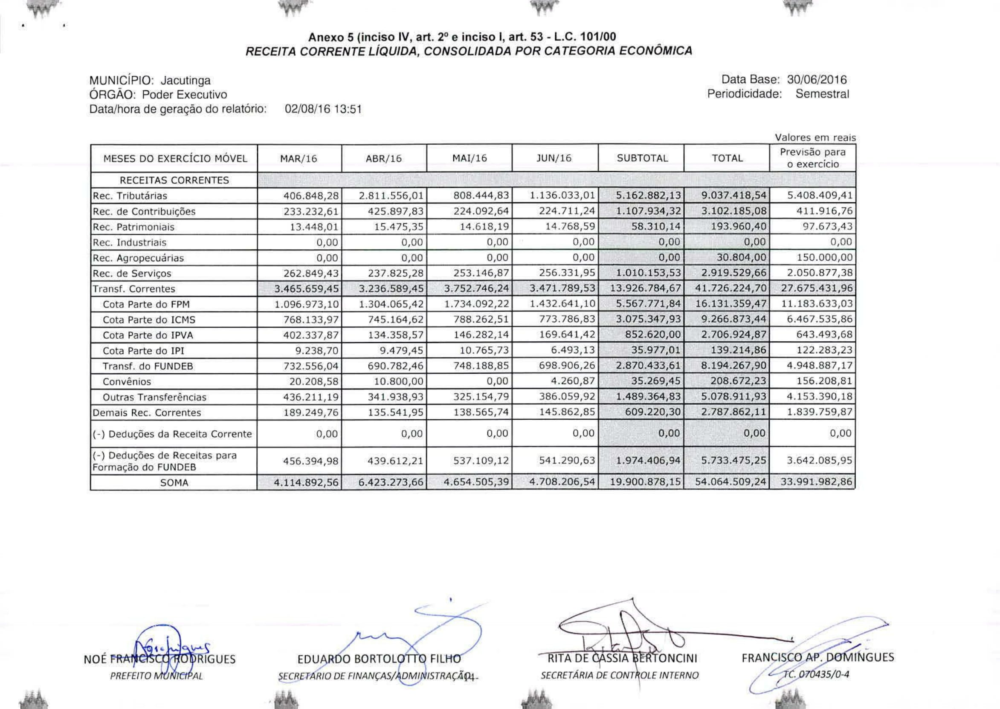 Anexo 5 (inciso IV, art. 2º e inciso I, art. 53 - L.C. 101/00
RECEITA CORRENTE LÍQUIDA, CONSOLIDADA POR CATEGORIA ECONÔMICA
MUNICÍPIO: Jacutinga
Data Base: 30/06/2016
ÓRGÃO: Poder Executivo
Periodicidade: Semestral
Data/hora de geração do relatório: 02/08/16 13:51
Valores em reais
MESES DO EXERCÍCIO MÓVEL MAR/16 ABR/16 MAI/16 JUN/16 SUBTOTAL TOTAL Previsão para
o exercício
RECEITAS CORRENTES
Rec. Tributárias 406.848,28 2.811.556,01 808.444,83 1.136.033,01 5.162.882,13 9.037.418,54 5.408.409,41
Rec. de Contribuições 233.232,61 425.897,83 224.092,64 224.711,24 1.107.934,32 3.102.185,08 411.916,76
Rec. Patrimoniais 13.448,01 15.475,35 14.618,19 14.768,59 58.310,14 193.960,40 97.673,43
Rec. Industriais 0,00 0,00 0,00 0,00 0,00 0,00 0,00
Rec. Agropecuárias 0,00 0,00 0,00 0,00 0,00 30.804,00 150.000,00
Rec. de Serviços 262.849,43 237.825,28 253.146,87 256.331,95 1.010.153,53 2.919.529,66 2.050.877,38
Transf. Correntes 3.465.659,45 3.236.589,45 3.752.746,24 3.471.789,53 13.926.784,67 41.726.224,70 27.675.431,96
Cota Parte do FPM 1.096.973,10 1.304.065,42 1.734.092,22 1.432.641,10 5.567.771,84 16.131.359,47 11.183.633,03
Cota Parte do ICMS 768.133,97 745.164,62 788.262,51 773.786,83 3.075.347,93 9.266.873,44 6.467.535,86
Cota Parte do IPVA 402.337,87 134.358,57 146.282,14 169.641,42 852.620,00 2.706.924,87 643.493,68
Cota Parte do IPI 9.238,70 9.479,45 10.765,73 6.493,13 35.977,01 139.214,86 122.283,23
Transf. do FUNDEB 732.556,04 690.782,46 748.188,85 698.906,26 2.870.433,61 8.194.267,90 4.948.887,17
Convênios 20.208,58 10.800,00 0,00 4.260,87 35.269,45 208.672,23 156.208,81
Outras Transferências 436.211,19 341.938,93 325.154,79 386.059,92 1.489.364,83 5.078.911,93 4.153.390,18
Demais Rec. Correntes 189.249,76 135.541,95 138.565,74 145.862,85 609.220,30 2.787.862,11 1.839.759,87
(-) Deduções da Receita Corrente 0,00 0,00 0,00 0,00 0,00 0,00 0,00
(-) Deduções de Receitas para
Formação do FUNDEB 456.394,98 439.612,21 537.109,12 541.290,63 1.974.406,94 5.733.475,25 3.642.085,95
SOMA 4.114.892,56 6.423.273,66 4.654.505,39 4.708.206,54 19.900.878,15 54.064.509,24 33.991.982,86
NOÉ FRANCISCO RODRIGUES EDUARDO BORTOLOTTO FILHO RITA DE CÁSSIA BERTONCINI FRANCISCO AP. DOMINGUES
PREFEITO MUNICIPAL SECRETÁRIO DE FINANÇAS/ADMINISTRAÇÃO SECRETÁRIA DE CONTROLE INTERNO TC. 070435/0-4